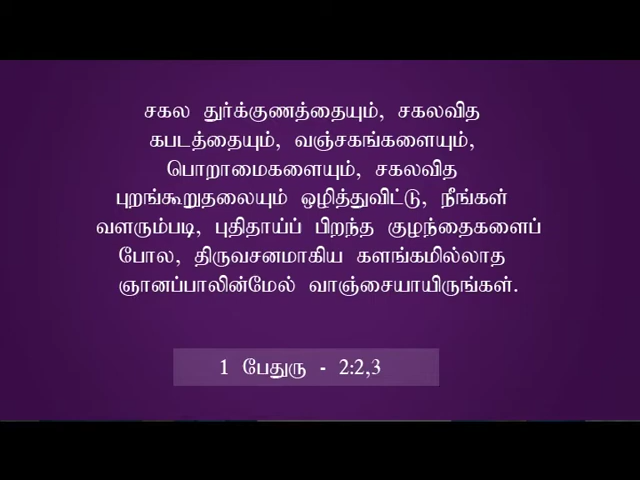 சகல துர்க்குணத்தையும், சகலவித
கபடத்தையும், வஞ்சகங்களையும்,
பொறாமைகளையும், சகலவித
புறங்கூறுதலையும் ஒழித்துவிட்டு, நீங்கள்
வளரும்படி, புதிதாய்ப் பிறந்த குழந்தைகளைப்
போல, திருவசனமாகிய களங்கமில்லாத
ஞானப்பாலின்மேல் வாஞ்சையாயிருங்கள்.
1 பேதுரு - 2:2,3